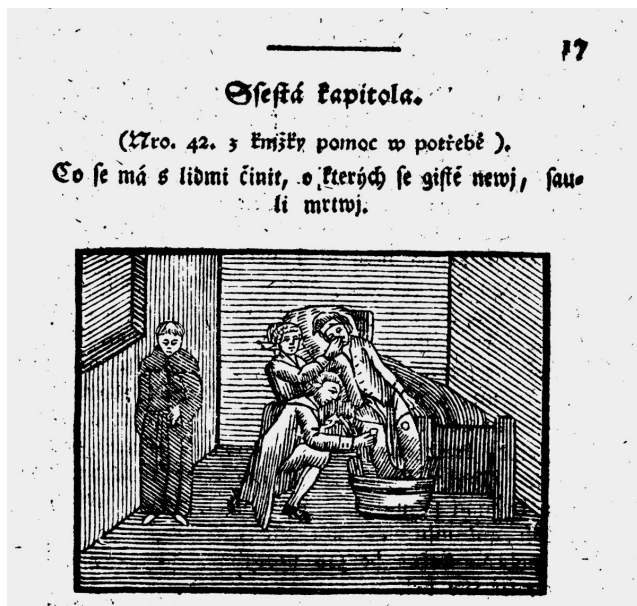 17
Sſeſtá kapitola.
(Nro. 42. z knjžky pomoc w potřebě ).
Co ſe má s lidmi činit, o kterých ſe giſtě newj, ſau⸗
li mrtwj.